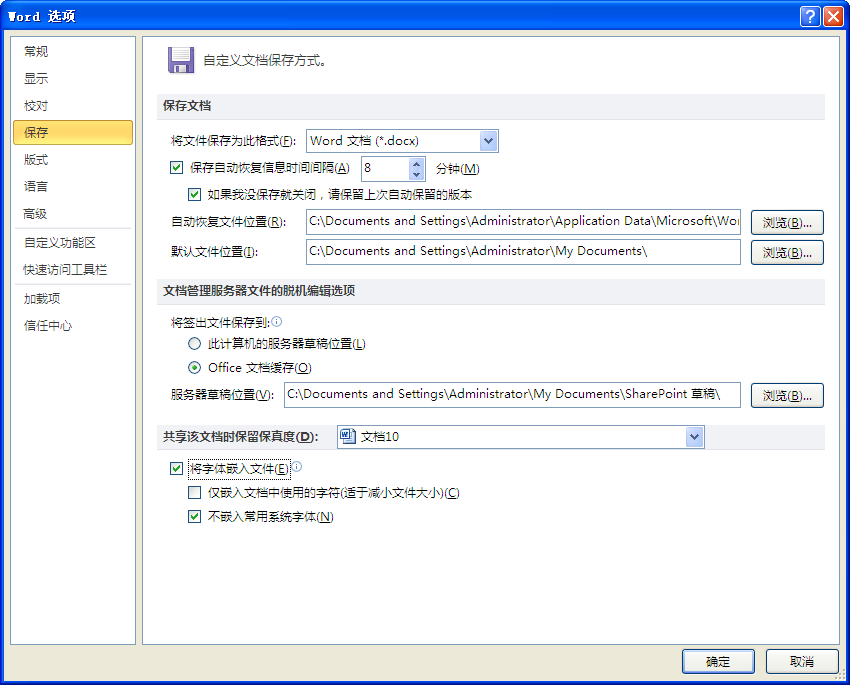 Word 选项
常规
显示
校对
保存
版式
语言
高级
自定义功能区
快速访问工具栏
加载项
信任中心
自定义文档保存方式。
保存文档
将文件保存为此格式(F): Word 文档 (*.docx)
保存自动恢复信息时间间隔(A) 8 分钟(M)
如果我没保存就关闭，请保留上次自动保留的版本
自动恢复文件位置(R): C:\Documents and Settings\Administrator\Application Data\Microsoft\Wor 浏览(B)...
默认文件位置(I): C:\Documents and Settings\Administrator\My Documents\ 浏览(B)...
文档管理服务器文件的脱机编辑选项
将签出文件保存到:
此计算机的服务器草稿位置(L)
Office 文档缓存(O)
服务器草稿位置(V): C:\Documents and Settings\Administrator\My Documents\SharePoint 草稿\ 浏览(B)...
共享该文档时保留保真度(D): 文档10
将字体嵌入文件(E)
仅嵌入文档中使用的字符(适于减小文件大小)(C)
不嵌入常用系统字体(N)
确定 取消